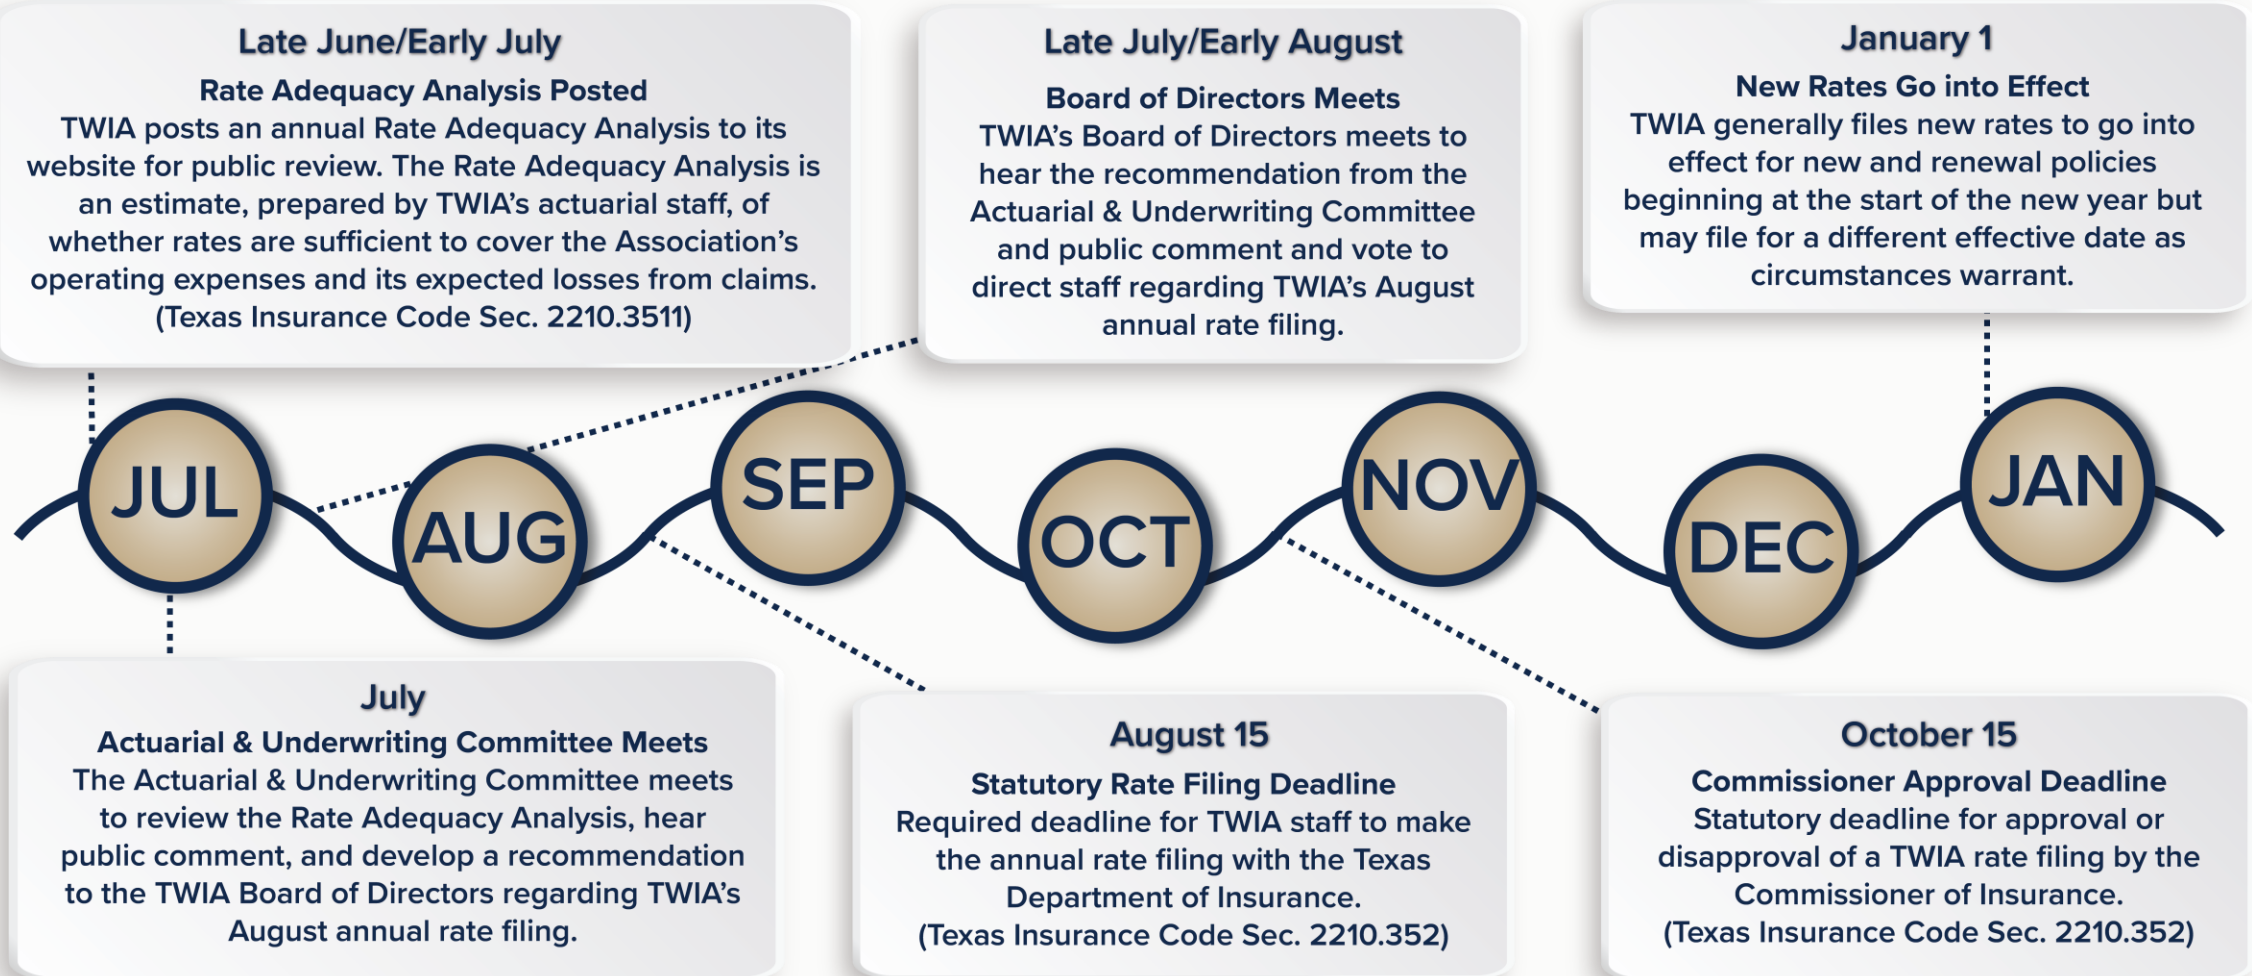 Late June/Early July
Rate Adequacy Analysis Posted
TWIA posts an annual Rate Adequacy Analysis to its
website for public review. The Rate Adequacy Analysis is
an estimate, prepared by TWIA's actuarial staff, of
whether rates are sufficient to cover the Association's
operating expenses and its expected losses from claims.
(Texas Insurance Code Sec. 2210.3511)
Late July/Early August
Board of Directors Meets
TWIA's Board of Directors meets to
hear the recommendation from the
Actuarial & Underwriting Committee
and public comment and vote to
direct staff regarding TWIA's August
annual rate filing.
January 1
New Rates Go into Effect
TWIA generally files new rates to go into
effect for new and renewal policies
beginning at the start of the new year but
may file for a different effective date as
circumstances warrant.
JUL
AUG
SEP
OCT
NOV
DEC
JAN
July
Actuarial & Underwriting Committee Meets
The Actuarial & Underwriting Committee meets
to review the Rate Adequacy Analysis, hear
public comment, and develop a recommendation
to the TWIA Board of Directors regarding TWIA's
August annual rate filing.
August 15
Statutory Rate Filing Deadline
Required deadline for TWIA staff to make
the annual rate filing with the Texas
Department of Insurance.
(Texas Insurance Code Sec. 2210.352)
October 15
Commissioner Approval Deadline
Statutory deadline for approval or
disapproval of a TWIA rate filing by the
Commissioner of Insurance.
(Texas Insurance Code Sec. 2210.352)